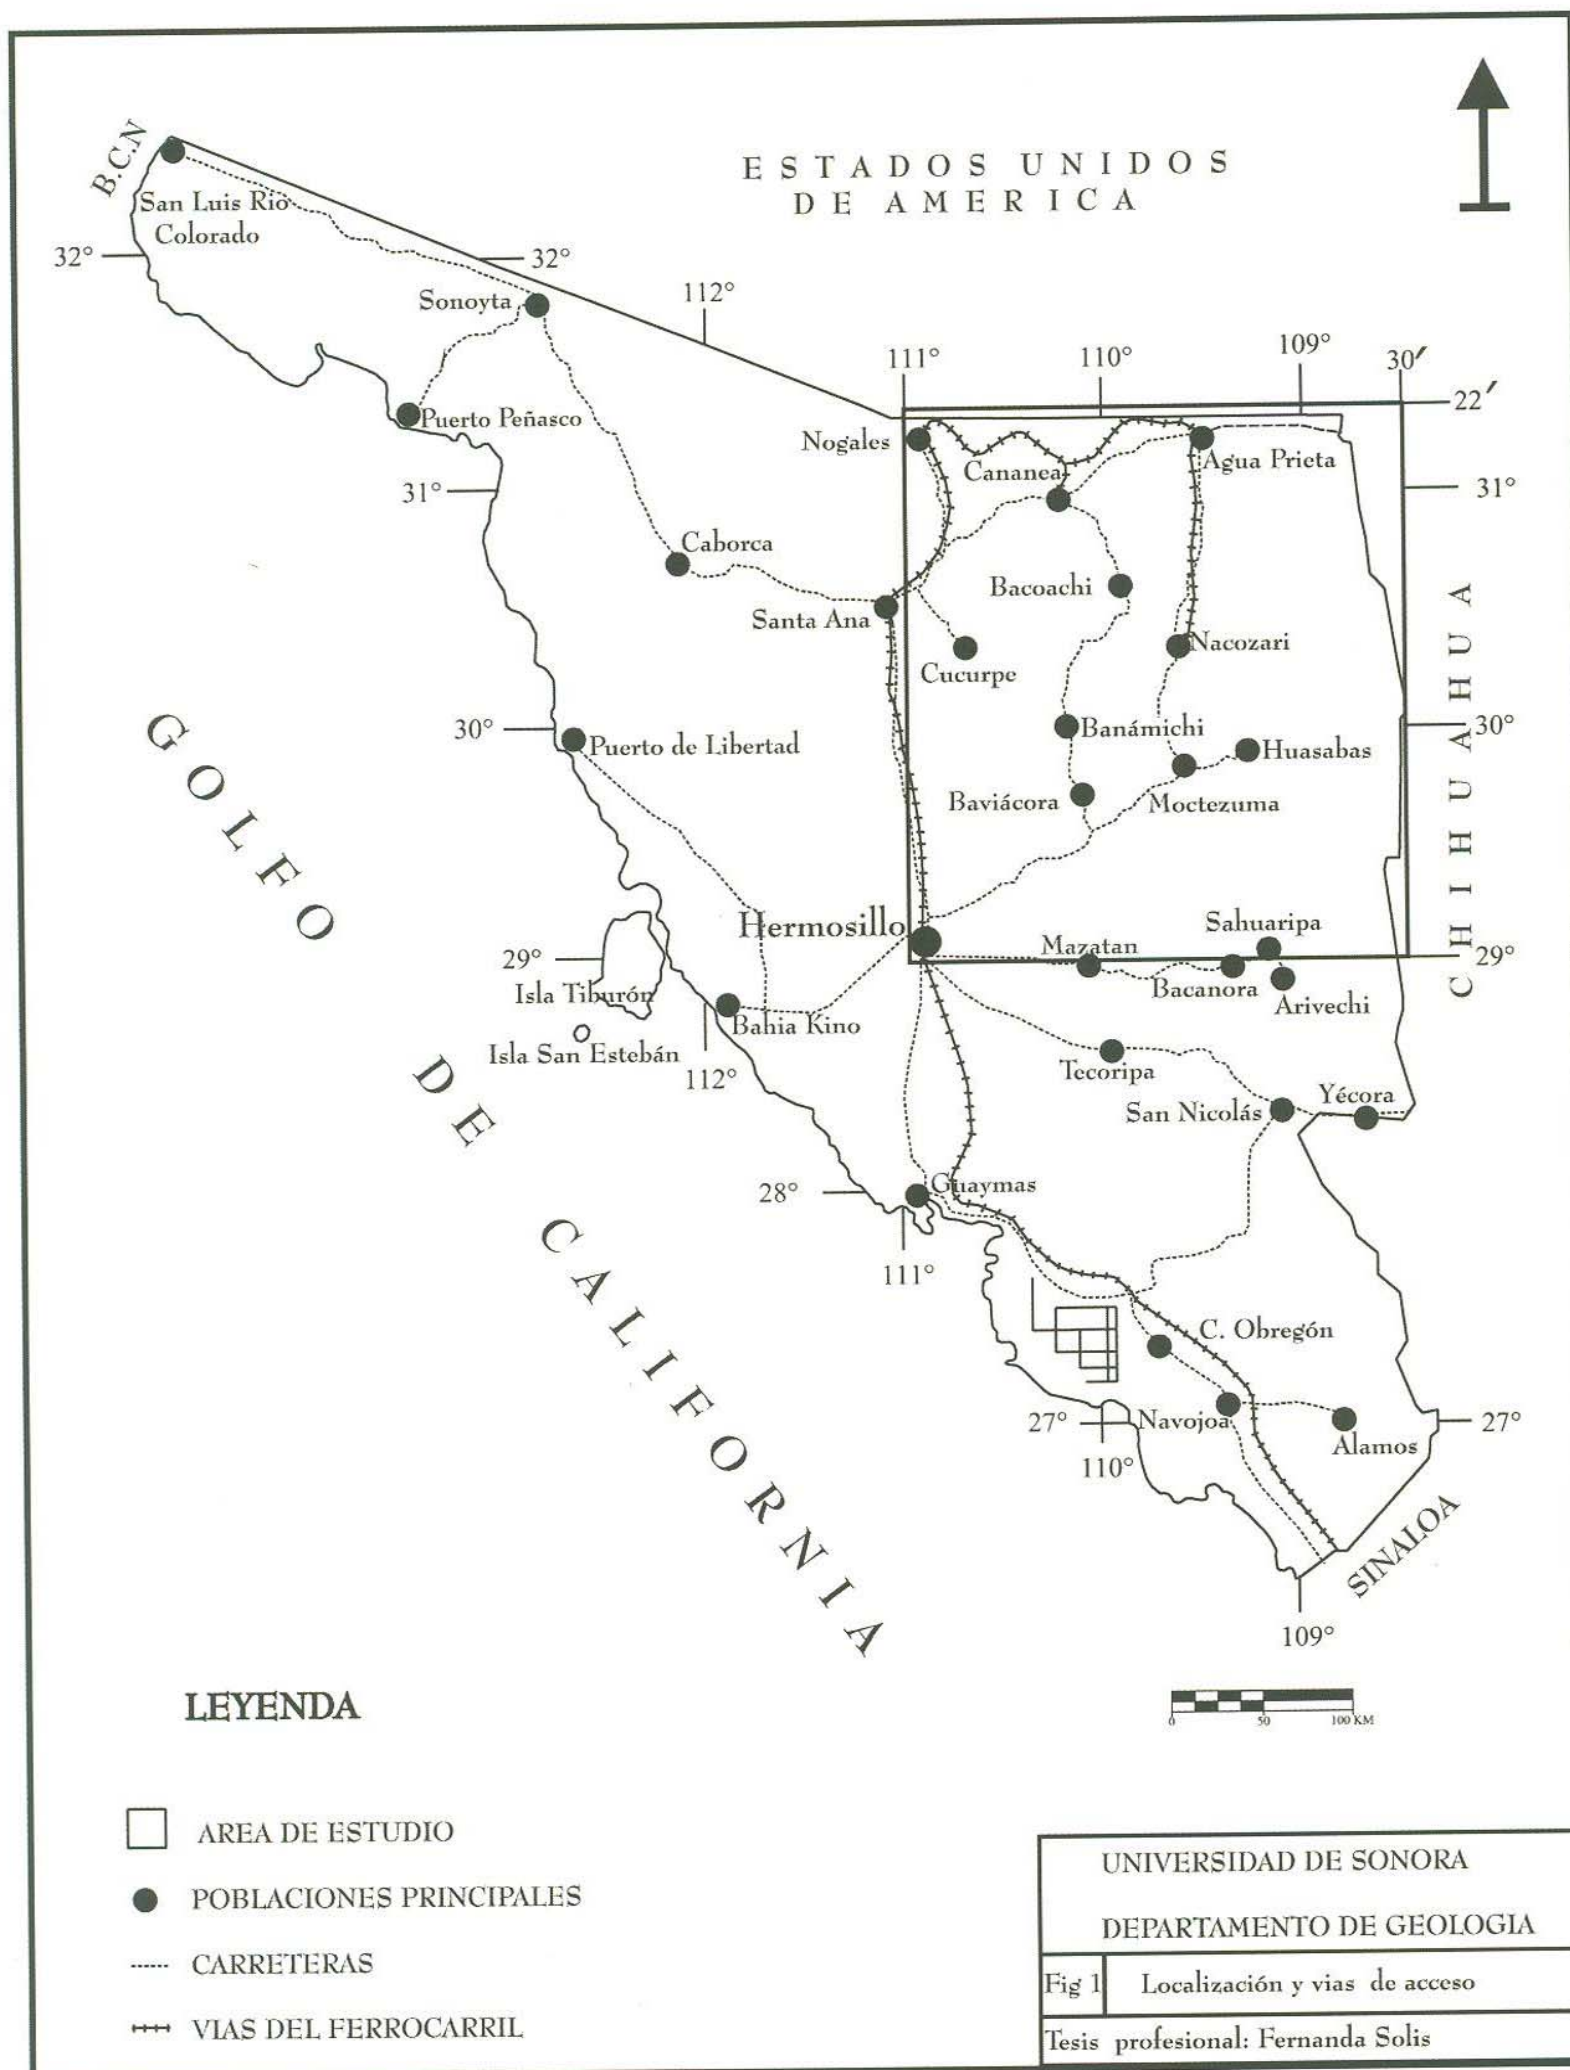 B.C.N
ESTADOS UNIDOS
DE AMERICA
San Luis Rio
Colorado
32°
32°
Sonoyta
112°
111°
110°
109°
30′
22′
Puerto Peñasco
Nogales
Cananea
Agua Prieta
31°
31°
Caborca
Bacoachi
Santa Ana
Cucurpe
Nacozari
CHIHUAHUA
30°
Puerto de Libertad
Banámichi
Huasabas
30°
Baviácora
Moctezuma
Hermosillo
Mazatan
Sahuaripa
29°
29°
Isla Tiburón
Bahia Kino
Bacanora
Arivechi
Isla San Estebán
112°
Tecoripa
San Nicolás
Yécora
28°
Guaymas
111°
C. Obregón
27°
Navojoa
27°
110°
Alamos
SINALOA
109°
GOLFO DE CALIFORNIA
0 50 100 KM
LEYENDA
AREA DE ESTUDIO
POBLACIONES PRINCIPALES
CARRETERAS
VIAS DEL FERROCARRIL
UNIVERSIDAD DE SONORA
DEPARTAMENTO DE GEOLOGIA
Fig 1 Localización y vias de acceso
Tesis profesional: Fernanda Solis